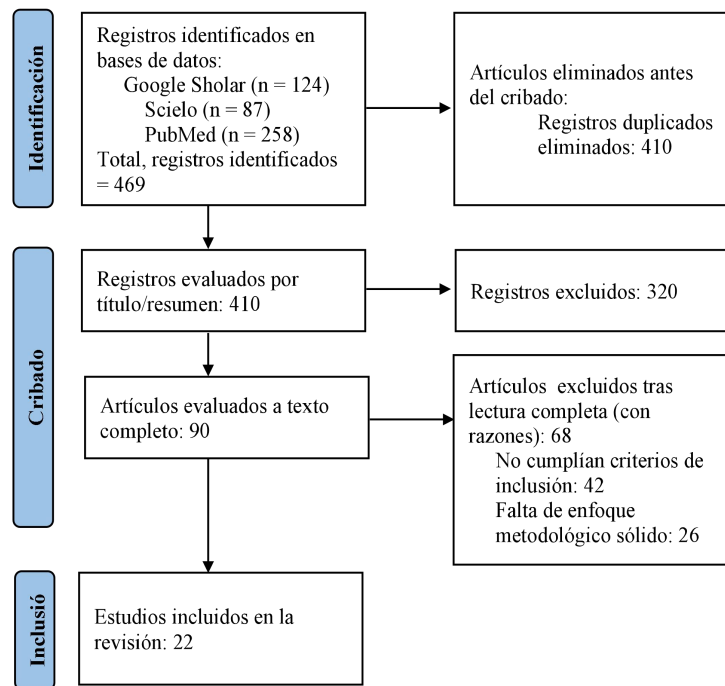 Identificación
Registros identificados en
bases de datos:
Google Sholar (n = 124)
Scielo (n = 87)
PubMed (n = 258)
Total, registros identificados
= 469
Artículos eliminados antes
del cribado:
Registros duplicados
eliminados: 410
Cribado
Registros evaluados por
título/resumen: 410
Registros excluidos: 320
Artículos evaluados a texto
completo: 90
Artículos excluidos tras
lectura completa (con
razones): 68
No cumplían criterios de
inclusión: 42
Falta de enfoque
metodológico sólido: 26
Inclusió
Estudios incluidos en la
revisión: 22